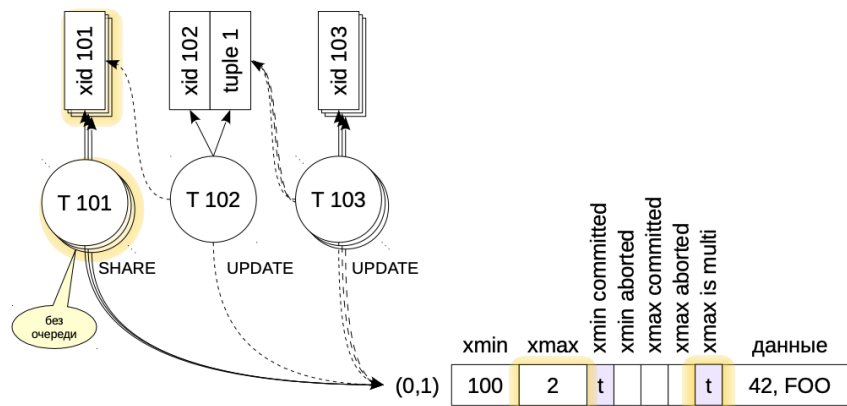 xid 101
xid 102
tuple 1
xid 103
T 101
T 102
T 103
SHARE
UPDATE
UPDATE
без
очереди
xmin
xmax
xmin committed
xmin aborted
xmax committed
xmax aborted
xmax is multi
данные
(0,1)
100
2
t
t
42, FOO